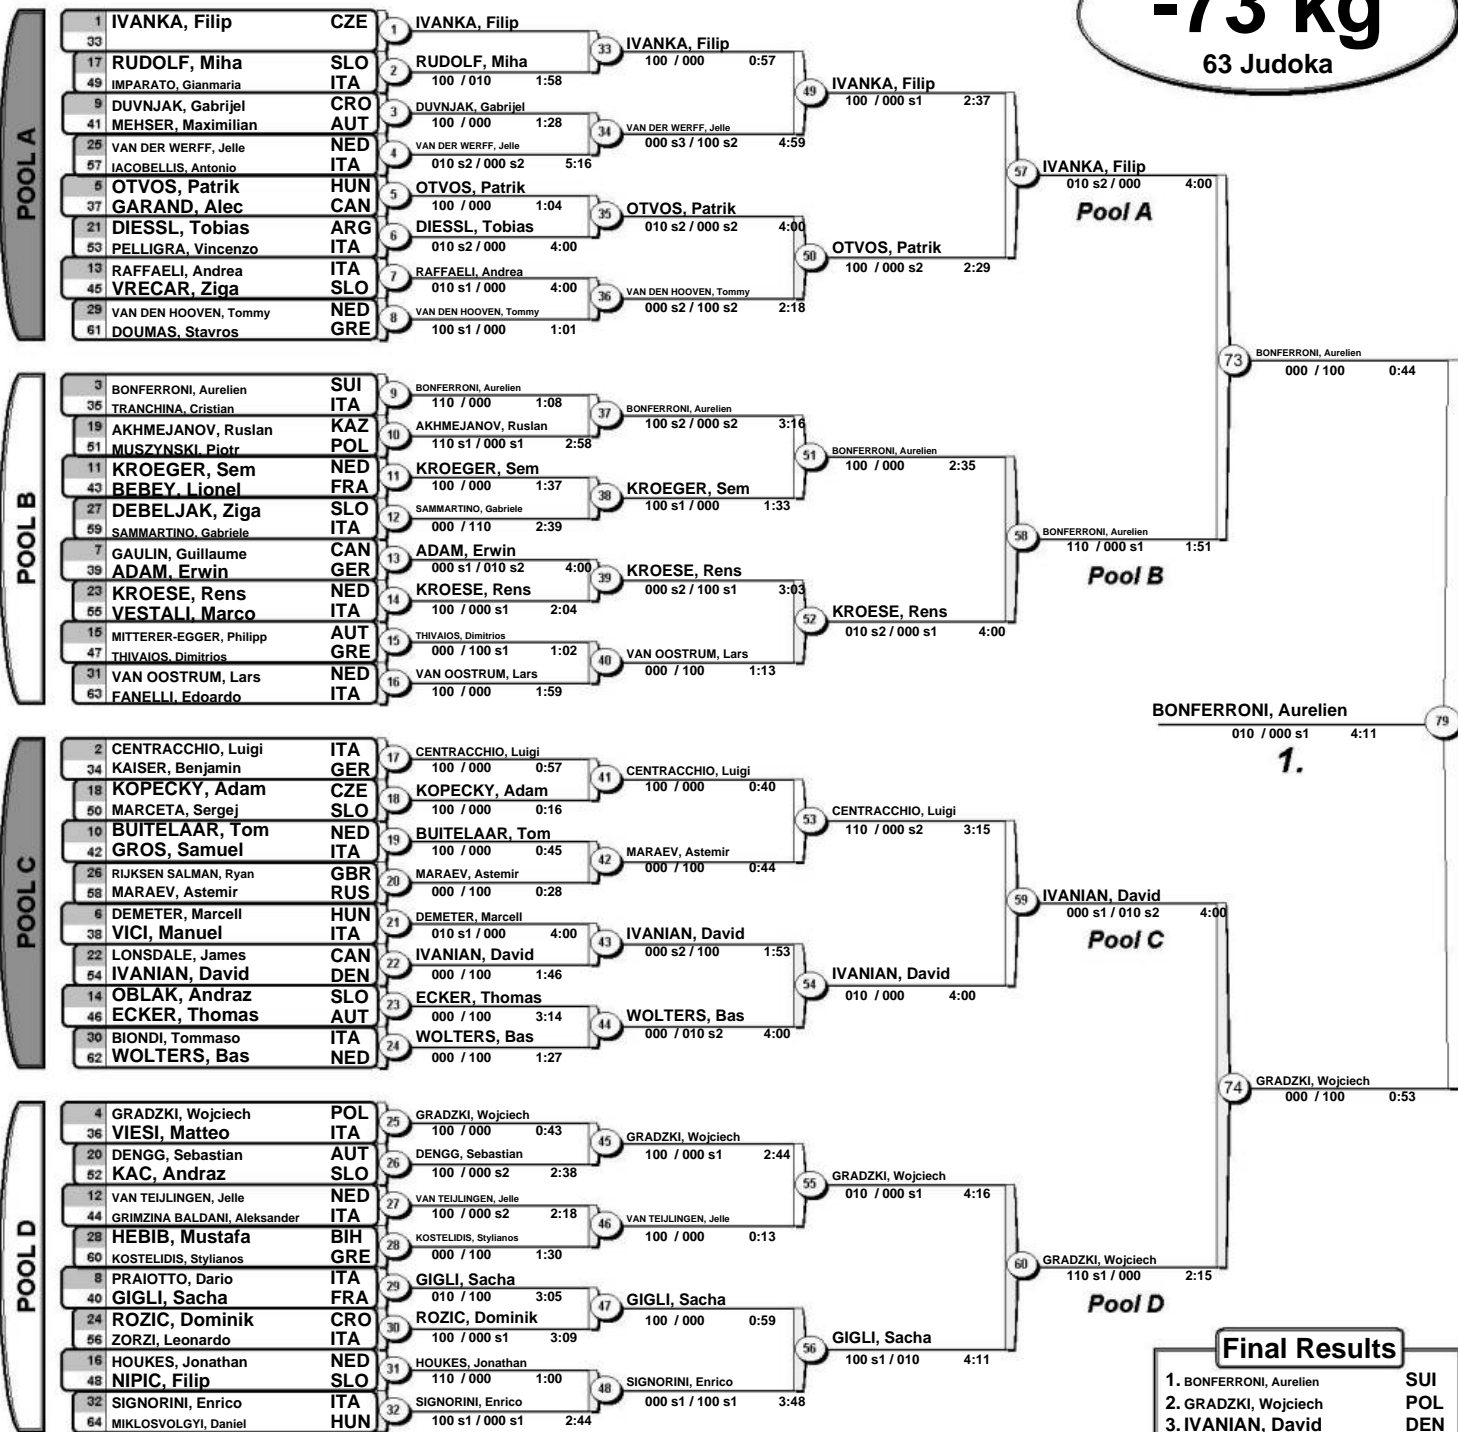 -73 kg
63 Judoka
POOL A
1 IVANKA, Filip CZE
33
17 RUDOLF, Miha SLO
49 IMPARATO, Gianmaria ITA
9 DUVNJAK, Gabrijel CRO
41 MEHSER, Maximilian AUT
25 VAN DER WERFF, Jelle NED
57 IACOBELLIS, Antonio ITA
5 OTVOS, Patrik HUN
37 GARAND, Alec CAN
21 DIESSL, Tobias ARG
53 PELLIGRA, Vincenzo ITA
13 RAFFAELI, Andrea ITA
45 VRECAR, Ziga SLO
29 VAN DEN HOOVEN, Tommy NED
61 DOUMAS, Stavros GRE
1 IVANKA, Filip
2 RUDOLF, Miha
100 / 010 1:58
3 DUVNJAK, Gabrijel
100 / 000 1:28
4 VAN DER WERFF, Jelle
010 s2 / 000 s2 5:16
5 OTVOS, Patrik
100 / 000 1:04
6 DIESSL, Tobias
010 s2 / 000 4:00
7 RAFFAELI, Andrea
010 s1 / 000 4:00
8 VAN DEN HOOVEN, Tommy
100 s1 / 000 1:01
33 IVANKA, Filip
100 / 000 0:57
34 VAN DER WERFF, Jelle
000 s3 / 100 s2 4:59
35 OTVOS, Patrik
010 s2 / 000 s2 4:00
36 VAN DEN HOOVEN, Tommy
000 s2 / 100 s2 2:18
49 IVANKA, Filip
100 / 000 s1 2:37
50 OTVOS, Patrik
100 / 000 s2 2:29
57 IVANKA, Filip
010 s2 / 000 4:00
Pool A
POOL B
3 BONFERRONI, Aurelien SUI
35 TRANCHINA, Cristian ITA
19 AKHMEJANOV, Ruslan KAZ
51 MUSZYNSKI, Piotr POL
11 KROEGER, Sem NED
43 BEBEY, Lionel FRA
27 DEBELJAK, Ziga SLO
59 SAMMARTINO, Gabriele ITA
7 GAULIN, Guillaume CAN
39 ADAM, Erwin GER
23 KROESE, Rens NED
55 VESTALI, Marco ITA
15 MITTERER-EGGER, Philipp AUT
47 THIVAIOS, Dimitrios GRE
31 VAN OOSTRUM, Lars NED
63 FANELLI, Edoardo ITA
9 BONFERRONI, Aurelien
110 / 000 1:08
10 AKHMEJANOV, Ruslan
110 s1 / 000 s1 2:58
11 KROEGER, Sem
100 / 000 1:37
12 SAMMARTINO, Gabriele
000 / 110 2:39
13 ADAM, Erwin
000 s1 / 010 s2 4:00
14 KROESE, Rens
100 / 000 s1 2:04
15 THIVAIOS, Dimitrios
000 / 100 s1 1:02
16 VAN OOSTRUM, Lars
100 / 000 1:59
37 BONFERRONI, Aurelien
100 s2 / 000 s2 3:16
38 KROEGER, Sem
100 s1 / 000 1:33
39 KROESE, Rens
000 s2 / 100 s1 3:03
40 VAN OOSTRUM, Lars
000 / 100 1:13
51 BONFERRONI, Aurelien
100 / 000 2:35
52 KROESE, Rens
010 s2 / 000 s1 4:00
58 BONFERRONI, Aurelien
110 / 000 s1 1:51
Pool B
73 BONFERRONI, Aurelien
000 / 100 0:44
BONFERRONI, Aurelien 79
010 / 000 s1 4:11
1.
POOL C
2 CENTRACCHIO, Luigi ITA
34 KAISER, Benjamin GER
18 KOPECKY, Adam CZE
50 MARCETA, Sergej SLO
10 BUITELAAR, Tom NED
42 GROS, Samuel ITA
26 RIJKSEN SALMAN, Ryan GBR
58 MARAEV, Astemir RUS
6 DEMETER, Marcell HUN
38 VICI, Manuel ITA
22 LONSDALE, James CAN
54 IVANIAN, David DEN
14 OBLAK, Andraz SLO
46 ECKER, Thomas AUT
30 BIONDI, Tommaso ITA
62 WOLTERS, Bas NED
17 CENTRACCHIO, Luigi
100 / 000 0:57
18 KOPECKY, Adam
100 / 000 0:16
19 BUITELAAR, Tom
100 / 000 0:45
20 MARAEV, Astemir
000 / 100 0:28
21 DEMETER, Marcell
010 s1 / 000 4:00
22 IVANIAN, David
000 / 100 1:46
23 ECKER, Thomas
000 / 100 3:14
24 WOLTERS, Bas
000 / 100 1:27
41 CENTRACCHIO, Luigi
100 / 000 0:40
42 MARAEV, Astemir
000 / 100 0:44
43 IVANIAN, David
000 s2 / 100 1:53
44 WOLTERS, Bas
000 / 010 s2 4:00
53 CENTRACCHIO, Luigi
110 / 000 s2 3:15
54 IVANIAN, David
010 / 000 4:00
59 IVANIAN, David
000 s1 / 010 s2 4:00
Pool C
POOL D
4 GRADZKI, Wojciech POL
36 VIESI, Matteo ITA
20 DENGG, Sebastian AUT
52 KAC, Andraz SLO
12 VAN TEIJLINGEN, Jelle NED
44 GRIMZINA BALDANI, Aleksander ITA
28 HEBIB, Mustafa BIH
60 KOSTELIDIS, Stylianos GRE
8 PRAIOTTO, Dario ITA
40 GIGLI, Sacha FRA
24 ROZIC, Dominik CRO
56 ZORZI, Leonardo ITA
16 HOUKES, Jonathan NED
48 NIPIC, Filip SLO
32 SIGNORINI, Enrico ITA
64 MIKLOSVOLGYI, Daniel HUN
25 GRADZKI, Wojciech
100 / 000 0:43
26 DENGG, Sebastian
100 / 000 s2 2:38
27 VAN TEIJLINGEN, Jelle
100 / 000 s2 2:18
28 KOSTELIDIS, Stylianos
000 / 100 1:30
29 GIGLI, Sacha
010 / 100 3:05
30 ROZIC, Dominik
100 / 000 s1 3:09
31 HOUKES, Jonathan
110 / 000 1:00
32 SIGNORINI, Enrico
100 s1 / 000 s1 2:44
45 GRADZKI, Wojciech
100 / 000 s1 2:44
46 VAN TEIJLINGEN, Jelle
100 / 000 0:13
47 GIGLI, Sacha
100 / 000 0:59
48 SIGNORINI, Enrico
000 s1 / 100 s1 3:48
55 GRADZKI, Wojciech
010 / 000 s1 4:16
56 GIGLI, Sacha
100 s1 / 010 4:11
60 GRADZKI, Wojciech
110 s1 / 000 2:15
Pool D
74 GRADZKI, Wojciech
000 / 100 0:53
Final Results
1. BONFERRONI, Aurelien SUI
2. GRADZKI, Wojciech POL
3. IVANIAN, David DEN